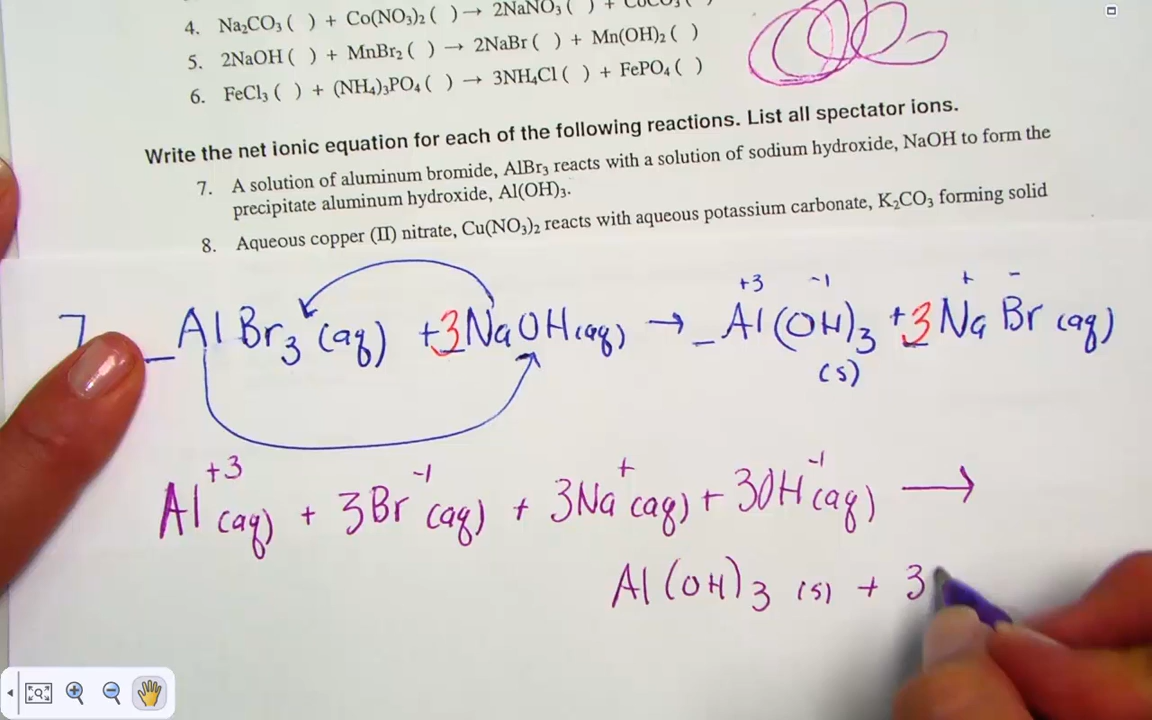 4. Na₂CO₃ ( ) + Co(NO₃)₂ ( ) → 2NaNO₃ ( ) + CoCO₃ ( )
5. 2NaOH ( ) + MnBr₂ ( ) → 2NaBr ( ) + Mn(OH)₂ ( )
6. FeCl₃ ( ) + (NH₄)₃PO₄ ( ) → 3NH₄Cl ( ) + FePO₄ ( )
Write the net ionic equation for each of the following reactions. List all spectator ions.
7. A solution of aluminum bromide, AlBr₃ reacts with a solution of sodium hydroxide, NaOH to form the
precipitate aluminum hydroxide, Al(OH)₃.
8. Aqueous copper (II) nitrate, Cu(NO₃)₂ reacts with aqueous potassium carbonate, K₂CO₃ forming solid
+3 -1 + -
7 _AlBr₃ (aq) + 3NaOH (aq) → _Al(OH)₃ + 3NaBr (aq)
(s)
Al⁺³ (aq) + 3Br⁻¹ (aq) + 3Na⁺ (aq) + 3OH⁻¹ (aq) →
Al(OH)₃ (s) + 3